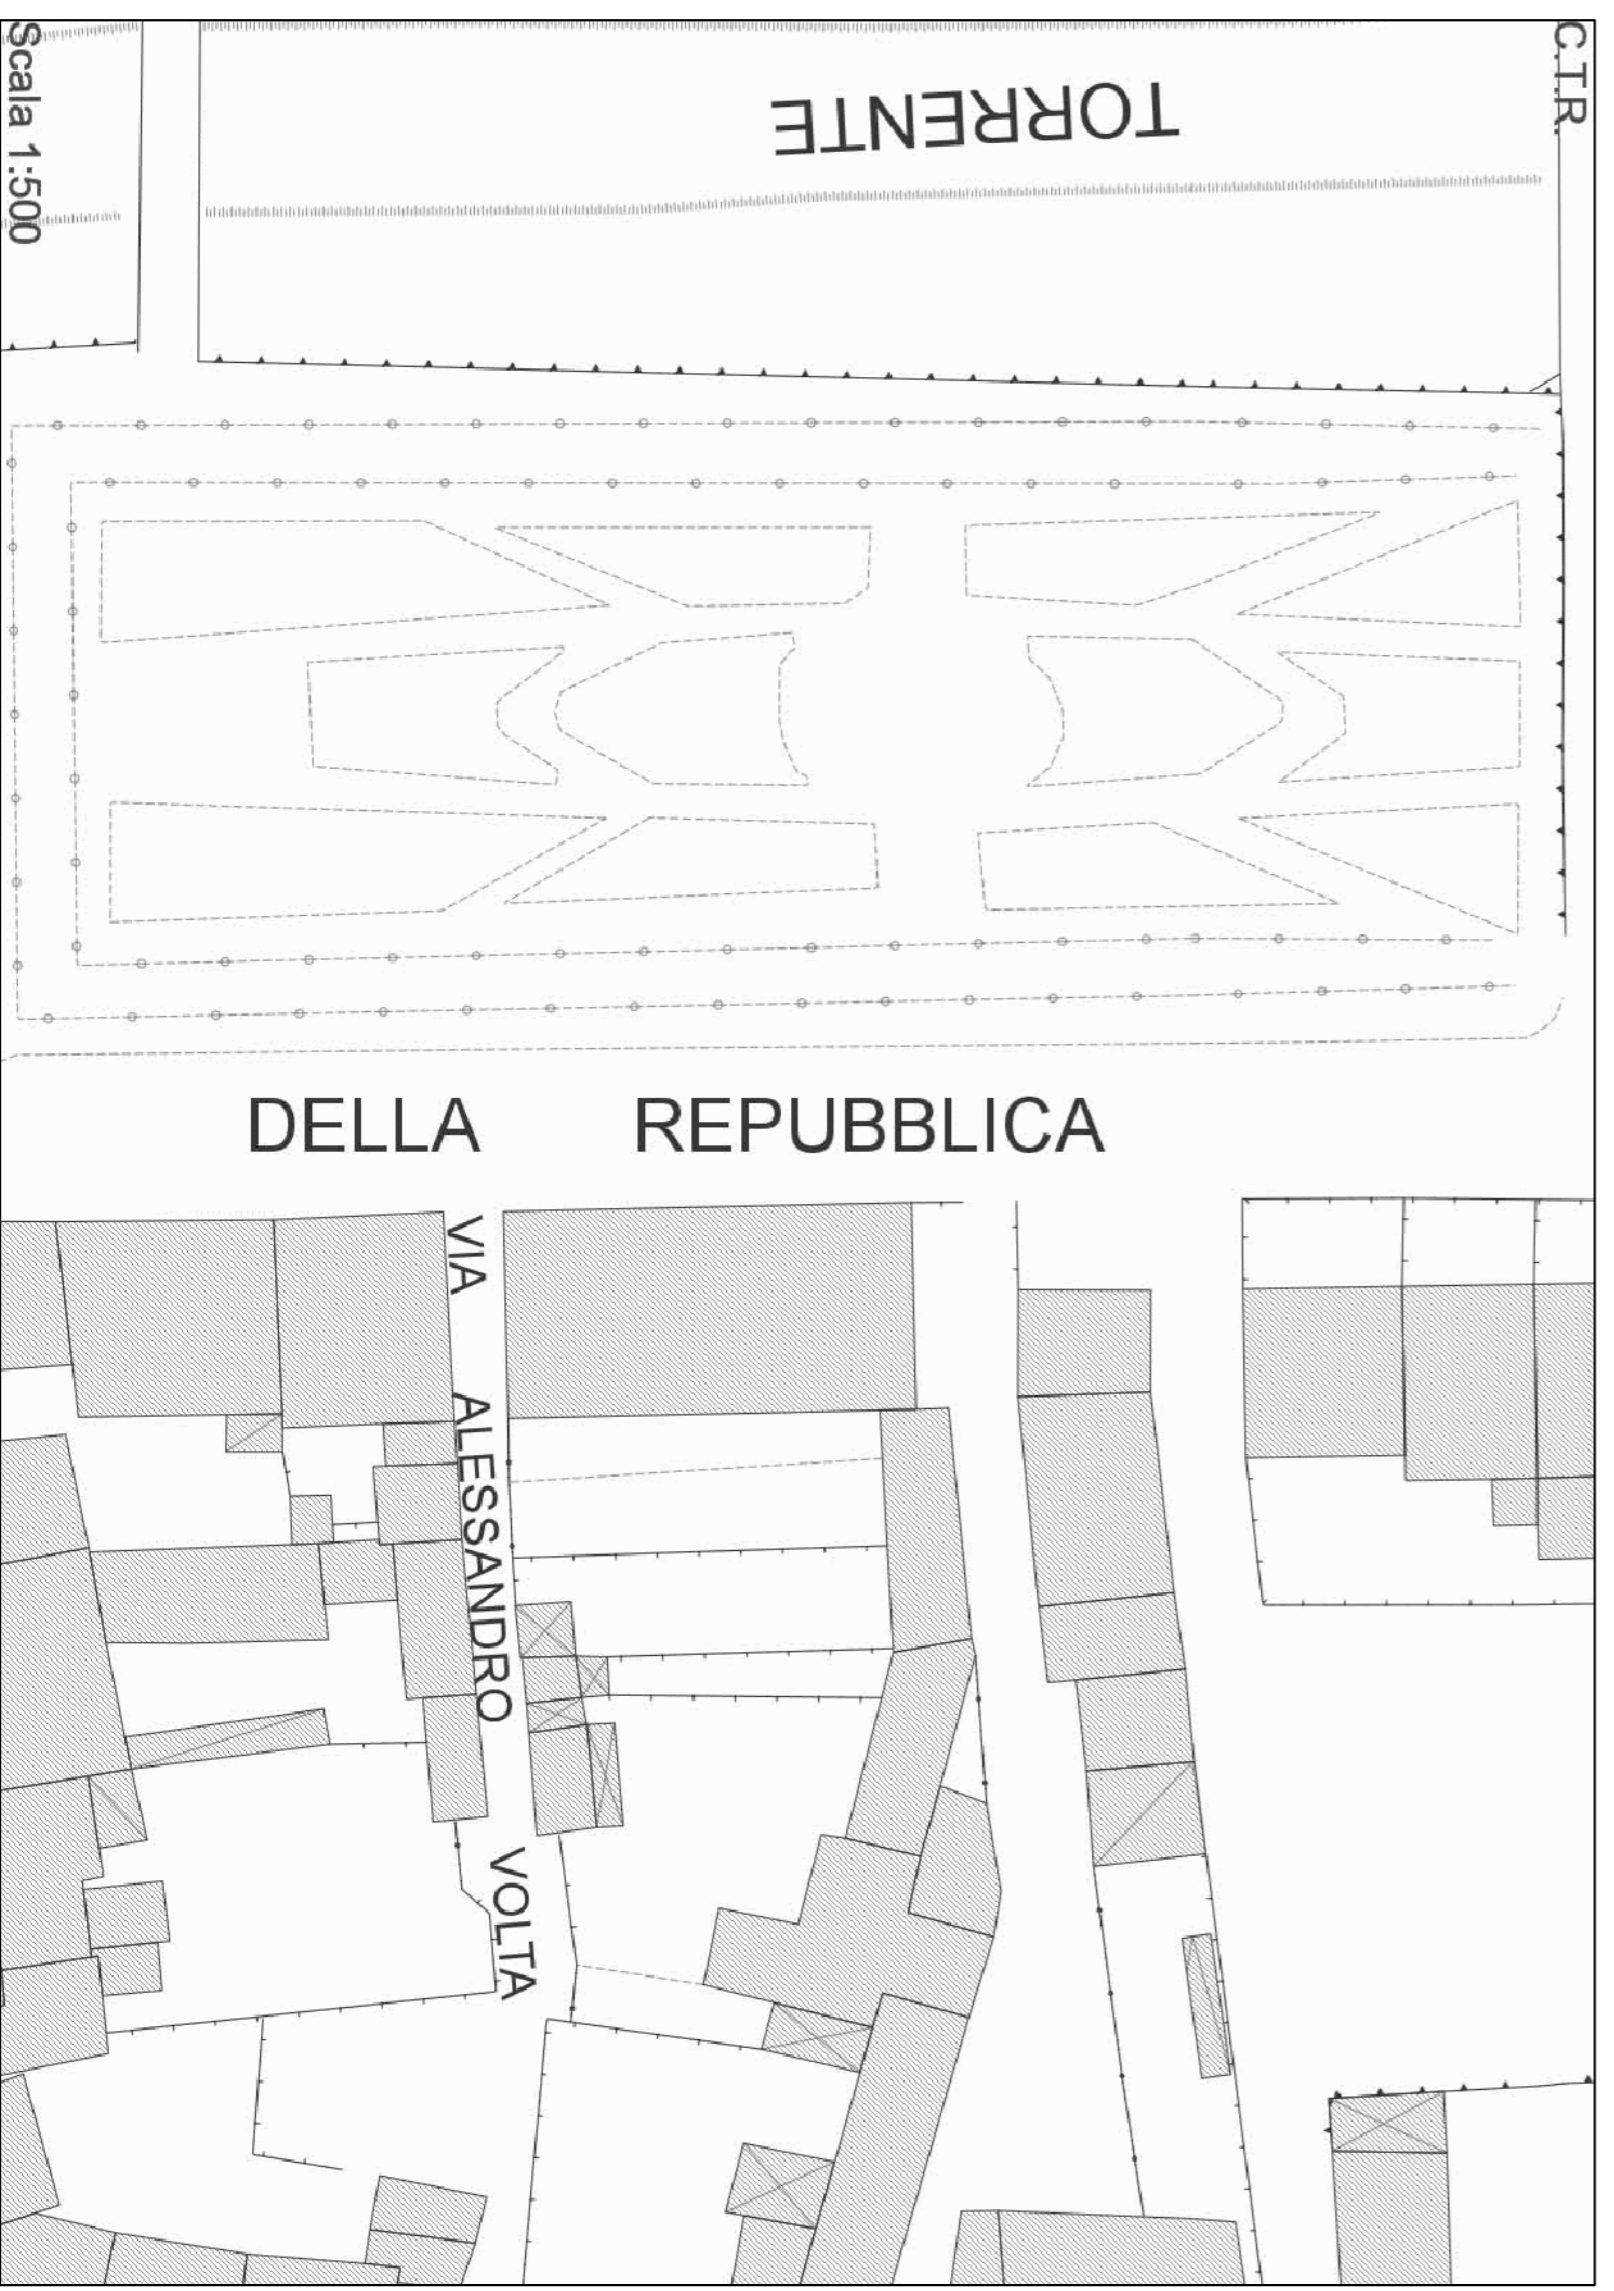 Scala 1:500
C.T.R.
TORRENTE
DELLA REPUBBLICA
VIA ALESSANDRO VOLTA